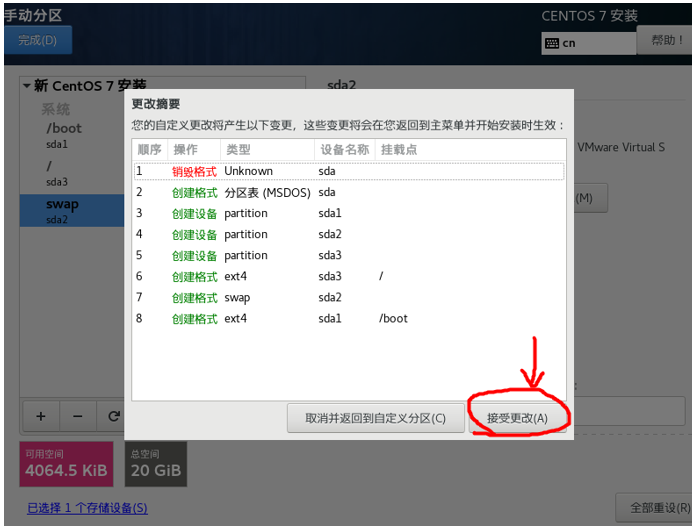 手动分区
CENTOS 7 安装
完成(D)
cn
帮助！
新 CentOS 7 安装
sda2
系统
/boot
sda1
/
sda3
swap
sda2
VMware Virtual S
(M)
更改摘要
您的自定义更改将产生以下变更，这些变更将会在您返回到主菜单并开始安装时生效：
顺序 操作 类型 设备名称 挂载点
1 销毁格式 Unknown sda
2 创建格式 分区表 (MSDOS) sda
3 创建设备 partition sda1
4 创建设备 partition sda2
5 创建设备 partition sda3
6 创建格式 ext4 sda3 /
7 创建格式 swap sda2
8 创建格式 ext4 sda1 /boot
取消并返回到自定义分区(C)
接受更改(A)
可用空间
4064.5 KiB
总空间
20 GiB
已选择 1 个存储设备(S)
全部重设(R)